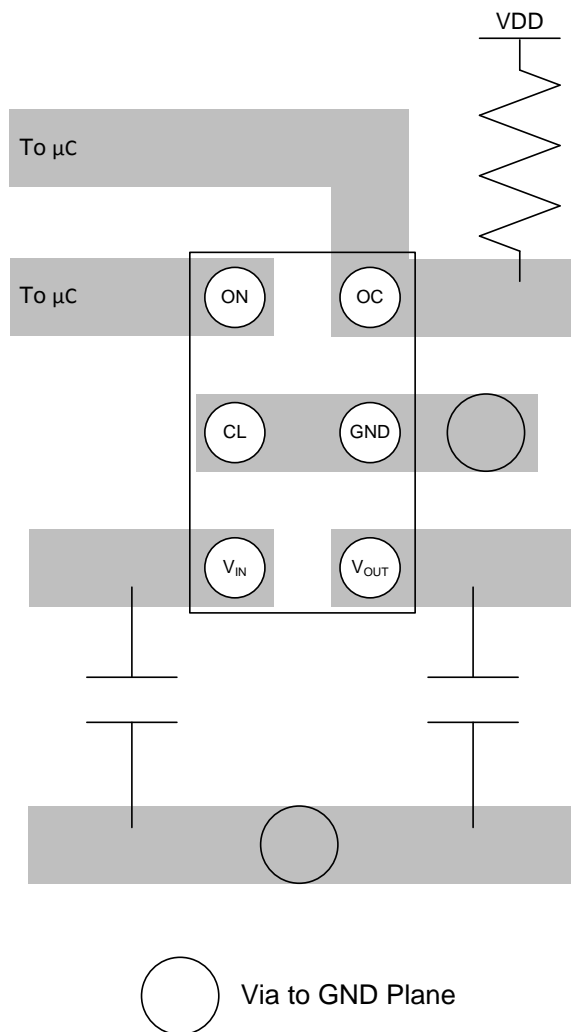 VDD
To μC
To μC
ON
OC
CL
GND
VIN
VOUT
Via to GND Plane